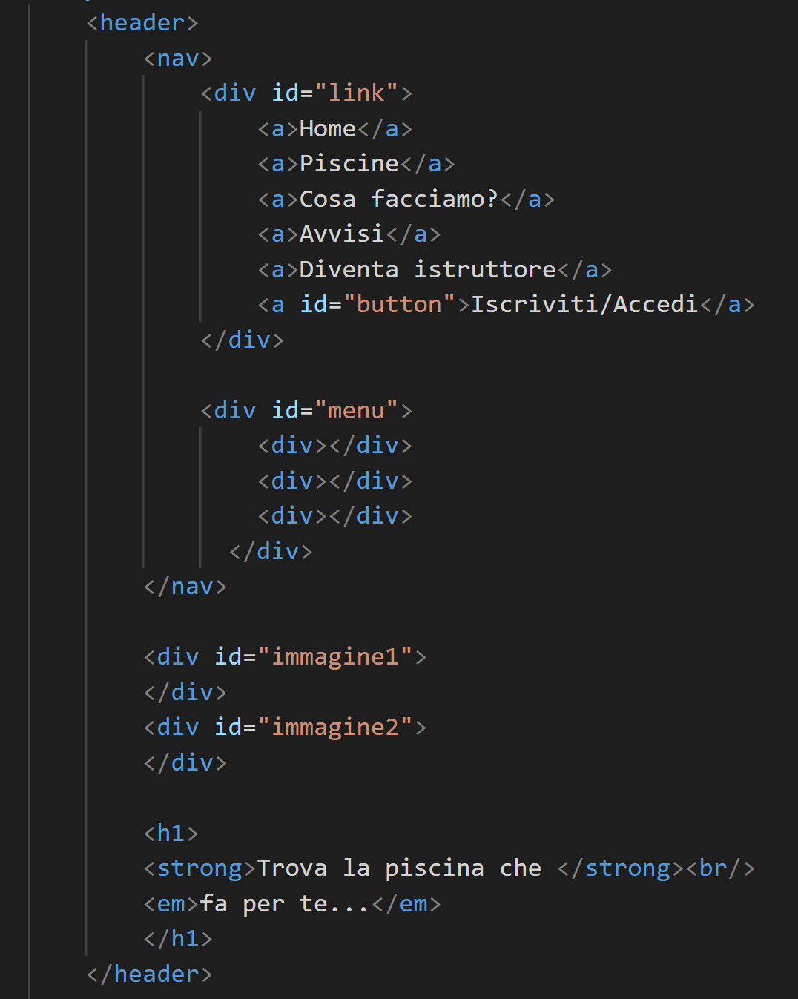 <header>
<nav>
<div id="link">
<a>Home</a>
<a>Piscine</a>
<a>Cosa facciamo?</a>
<a>Avvisi</a>
<a>Diventa istruttore</a>
<a id="button">Iscriviti/Accedi</a>
</div>
<div id="menu">
<div></div>
<div></div>
<div></div>
</div>
</nav>
<div id="immagine1">
</div>
<div id="immagine2">
</div>
<h1>
<strong>Trova la piscina che </strong><br/>
<em>fa per te...</em>
</h1>
</header>